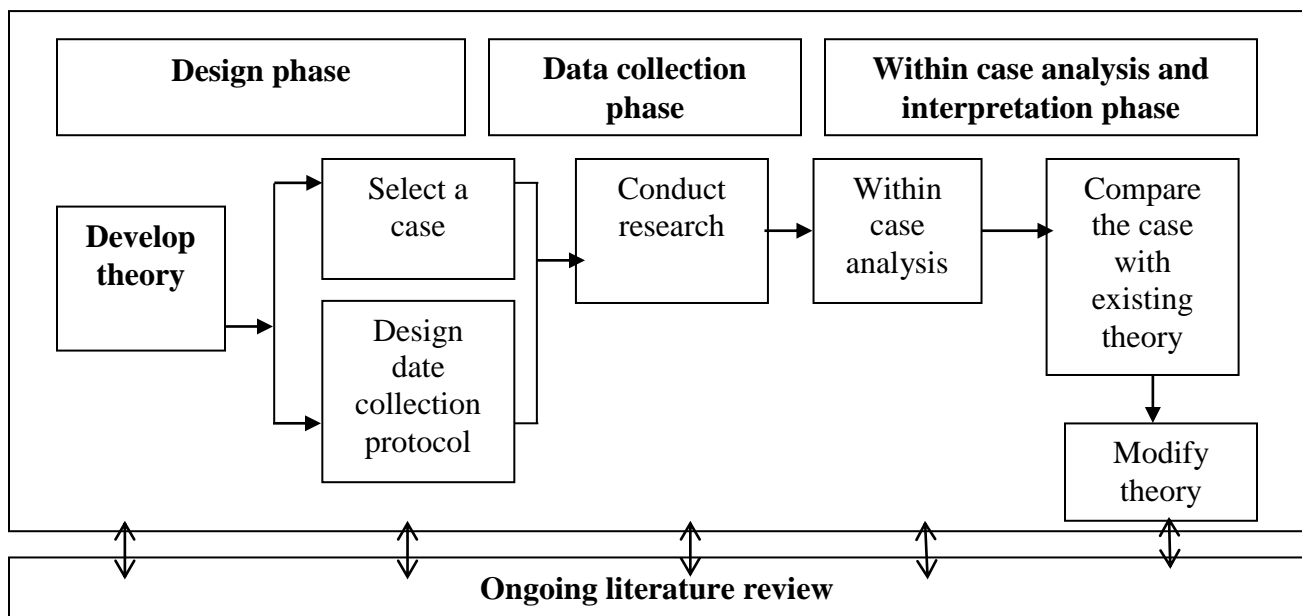 Design phase
Data collection
phase
Within case analysis and
interpretation phase
Develop
theory
Select a
case
Design
date
collection
protocol
Conduct
research
Within
case
analysis
Compare
the case
with
existing
theory
Modify
theory
Ongoing literature review